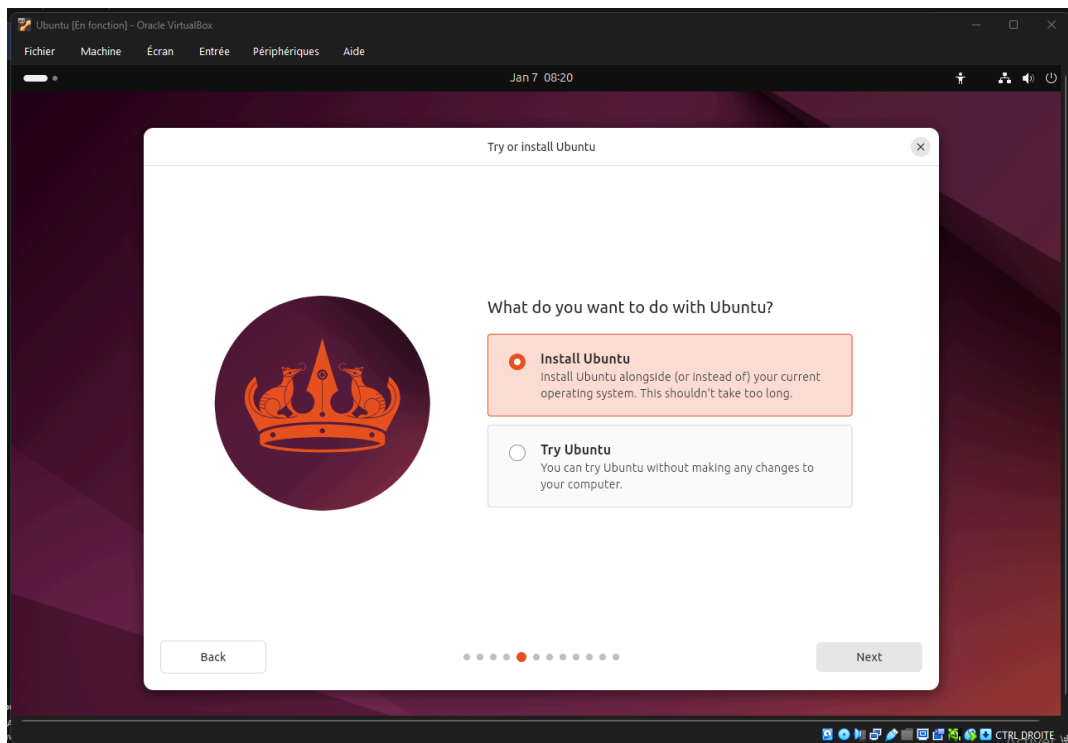 Ubuntu [En fonction] - Oracle VirtualBox
Fichier Machine Écran Entrée Périphériques Aide
Jan 7 08:20
Try or install Ubuntu
What do you want to do with Ubuntu?
Install Ubuntu
Install Ubuntu alongside (or instead of) your current
operating system. This shouldn't take too long.
Try Ubuntu
You can try Ubuntu without making any changes to
your computer.
Back
Next
CTRL DROITE